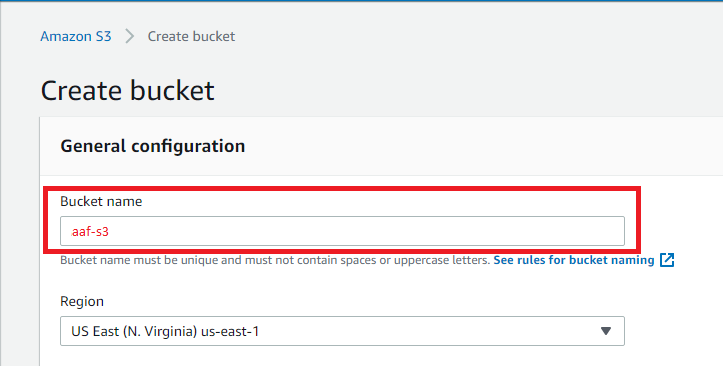 Amazon S3 > Create bucket
Create bucket
General configuration
Bucket name
aaf-s3
Bucket name must be unique and must not contain spaces or uppercase letters. See rules for bucket naming
Region
US East (N. Virginia) us-east-1